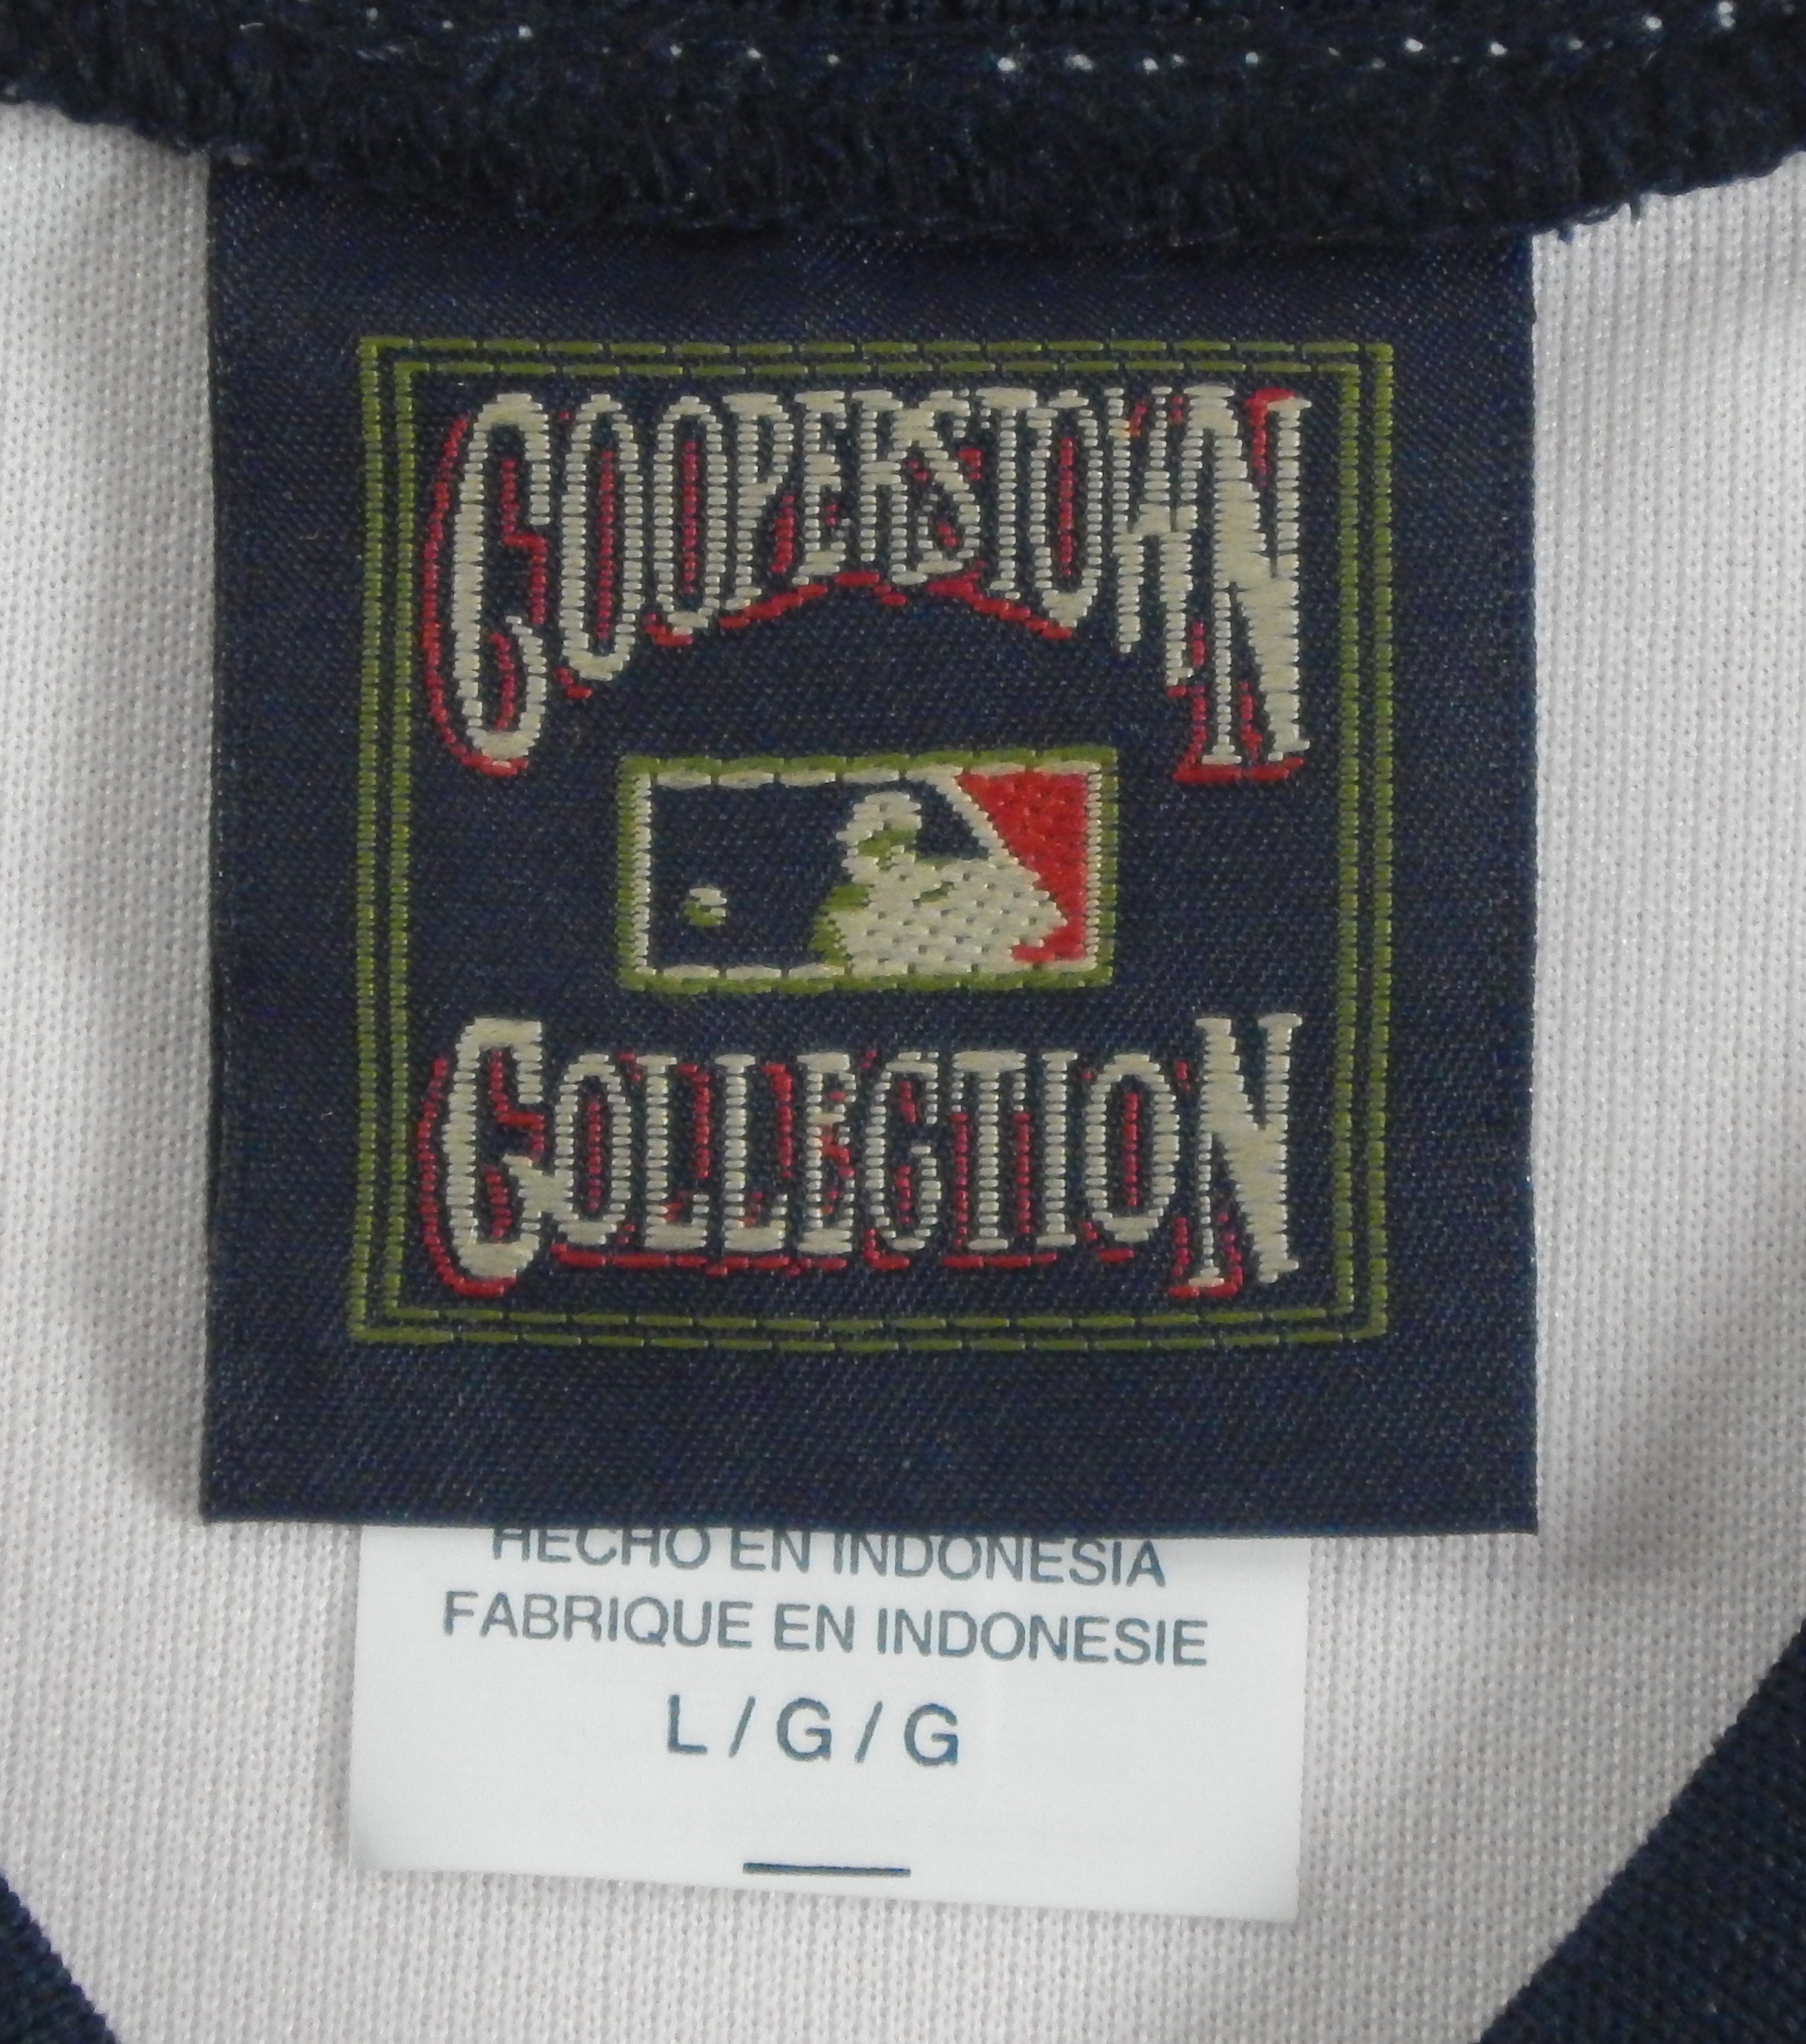 COOPERSTOWN
COLLECTION
HECHO EN INDONESIA
FABRIQUE EN INDONESIE
L / G / G